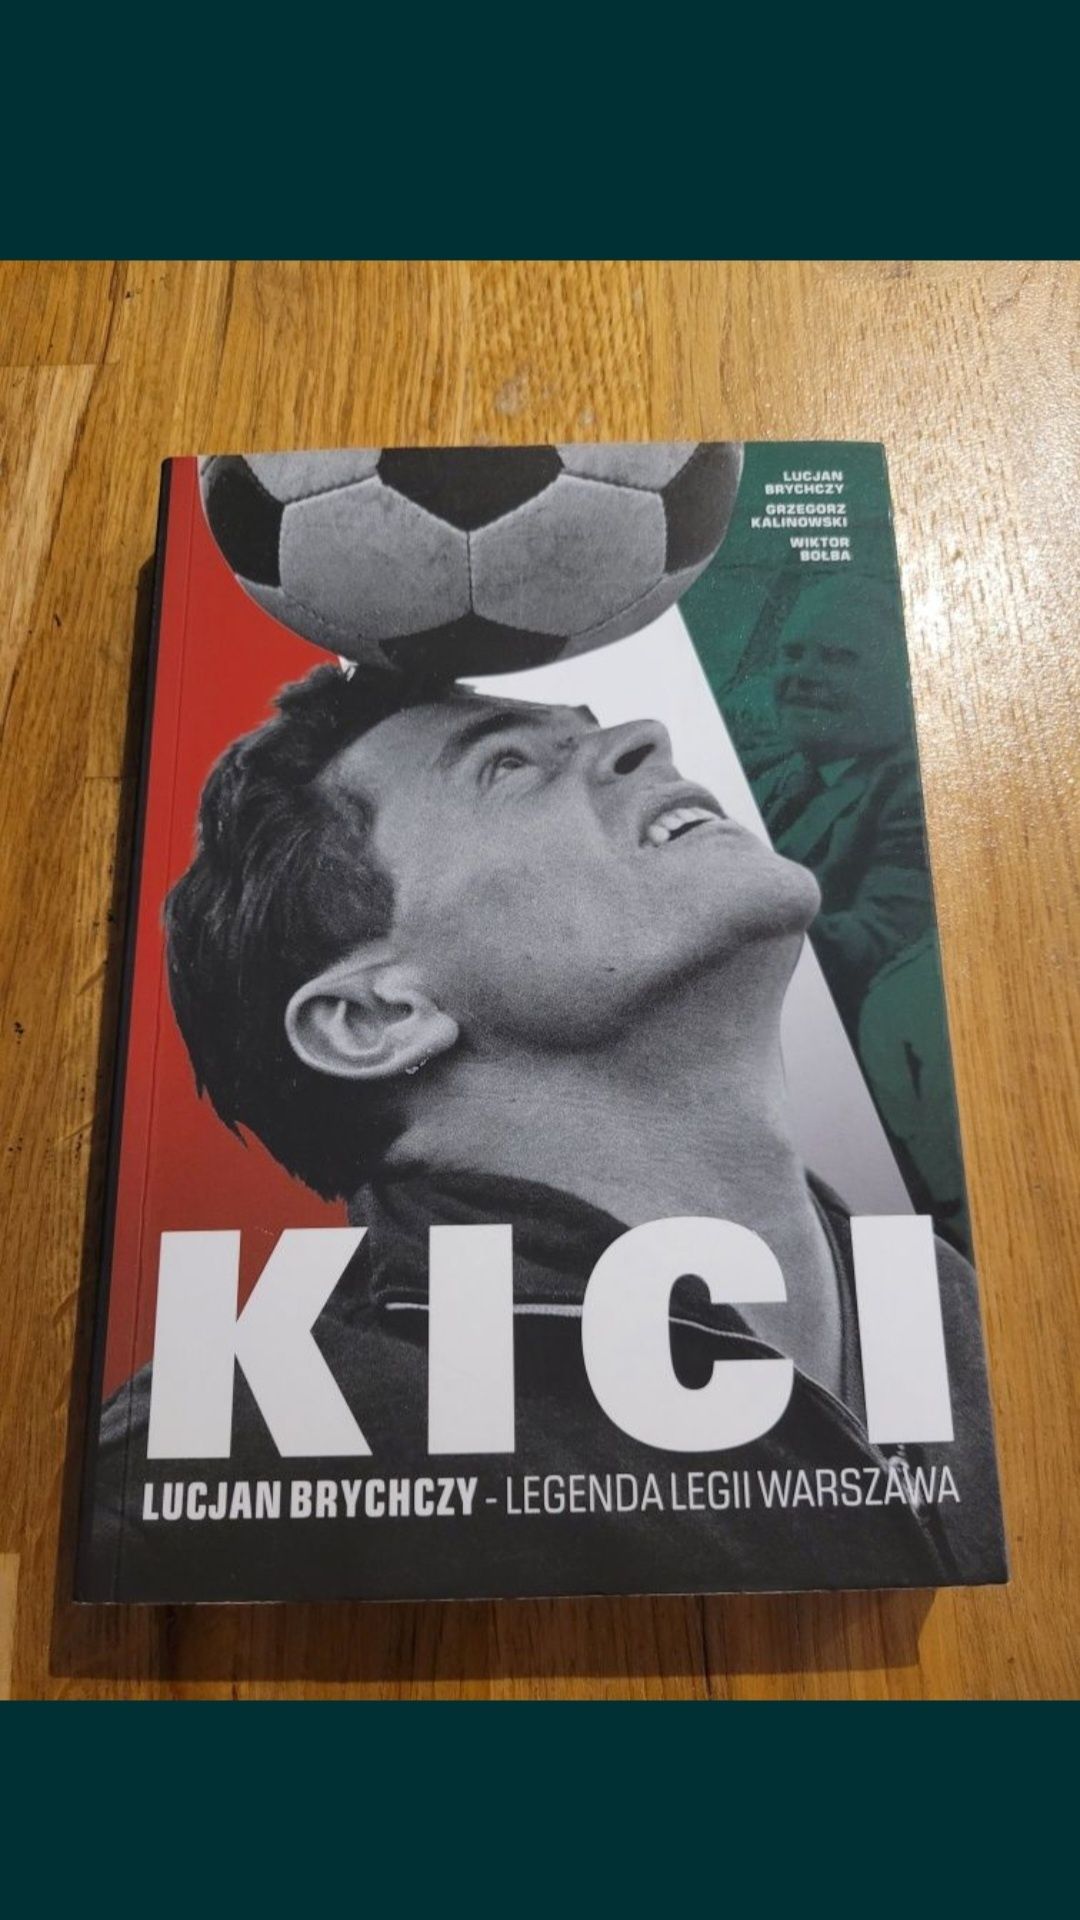 LUCJAN
BRYCHCZY
GRZEGORZ
KALINOWSKI
WIKTOR
BOŁBA
KICI
LUCJAN BRYCHCZY - LEGENDA LEGII WARSZAWA